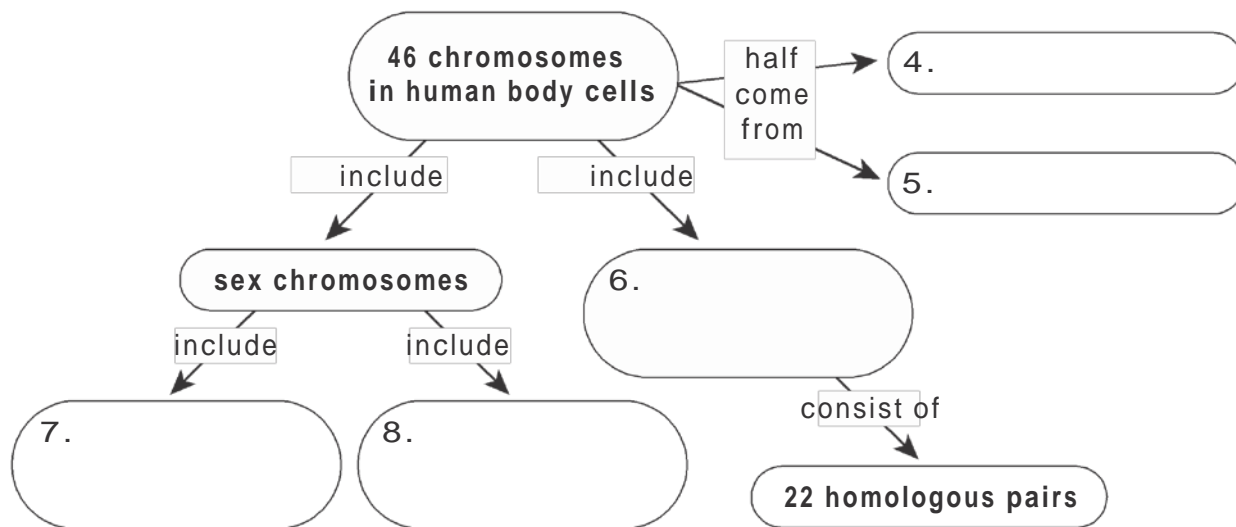 46 chromosomes
in human body cells
half
come
from
4.
5.
include
include
sex chromosomes
6.
include
include
7.
8.
consist of
22 homologous pairs